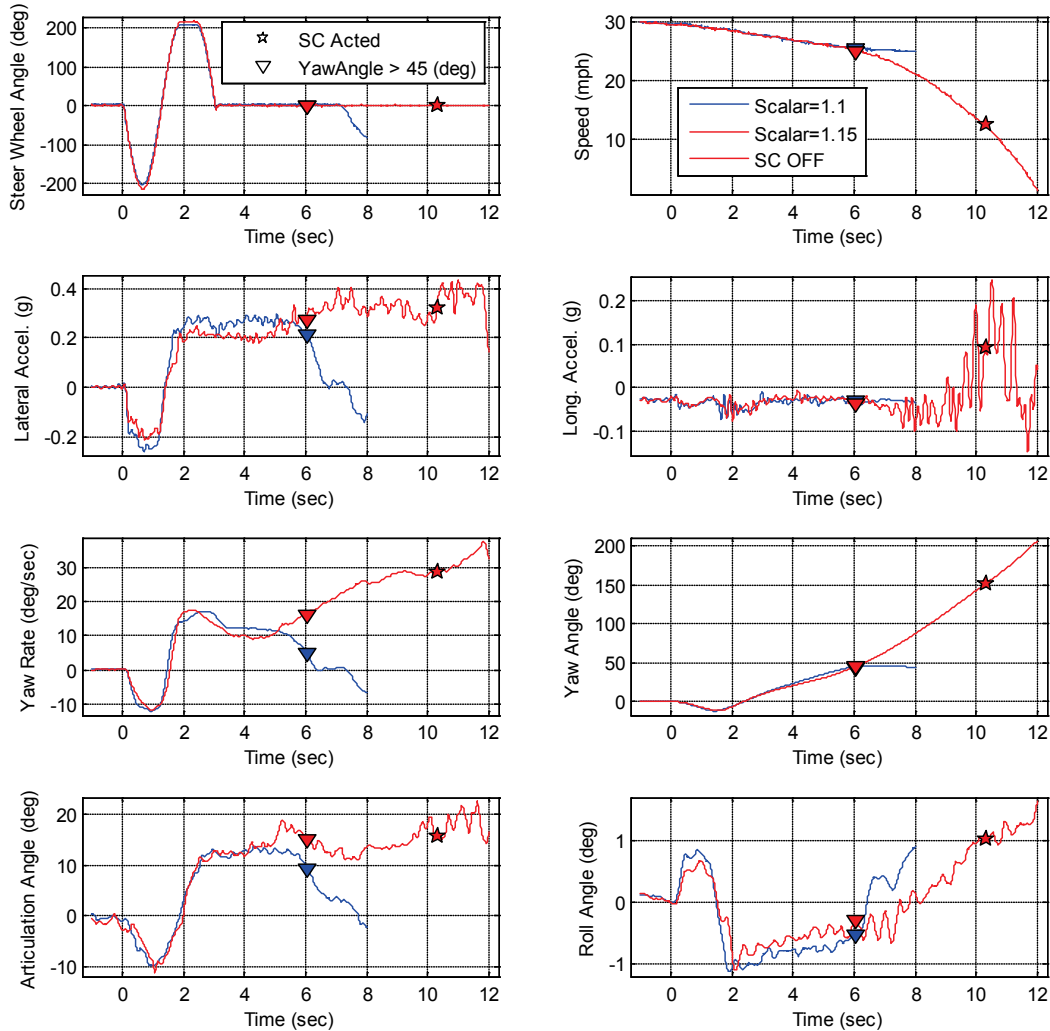 Steer Wheel Angle (deg)
200
100
0
-100
-200
SC Acted
YawAngle > 45 (deg)
0 2 4 6 8 10 12
Time (sec)
Speed (mph)
30
20
10
Scalar=1.1
Scalar=1.15
SC OFF
0 2 4 6 8 10 12
Time (sec)
Lateral Accel. (g)
0.4
0.2
0
-0.2
0 2 4 6 8 10 12
Time (sec)
Long. Accel. (g)
0.2
0.1
0
-0.1
0 2 4 6 8 10 12
Time (sec)
Yaw Rate (deg/sec)
30
20
10
0
-10
0 2 4 6 8 10 12
Time (sec)
Yaw Angle (deg)
200
150
100
50
0
0 2 4 6 8 10 12
Time (sec)
Articulation Angle (deg)
20
10
0
-10
0 2 4 6 8 10 12
Time (sec)
Roll Angle (deg)
1
0
-1
0 2 4 6 8 10 12
Time (sec)